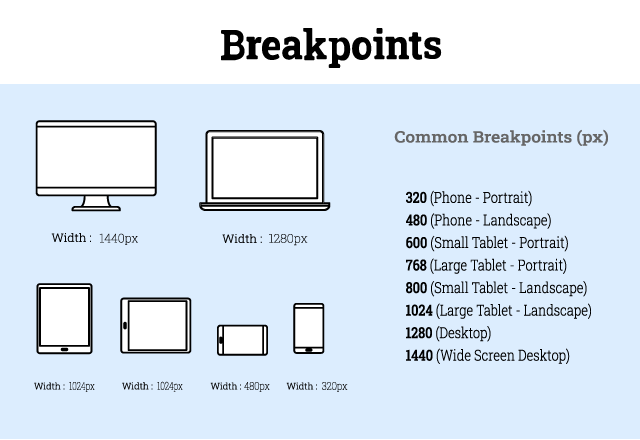 Breakpoints
Common Breakpoints (px)
320 (Phone - Portrait)
480 (Phone - Landscape)
600 (Small Tablet - Portrait)
768 (Large Tablet - Portrait)
800 (Small Tablet - Landscape)
1024 (Large Tablet - Landscape)
1280 (Desktop)
1440 (Wide Screen Desktop)
Width : 1440px
Width : 1280px
Width : 1024px
Width : 1024px
Width : 480px
Width : 320px